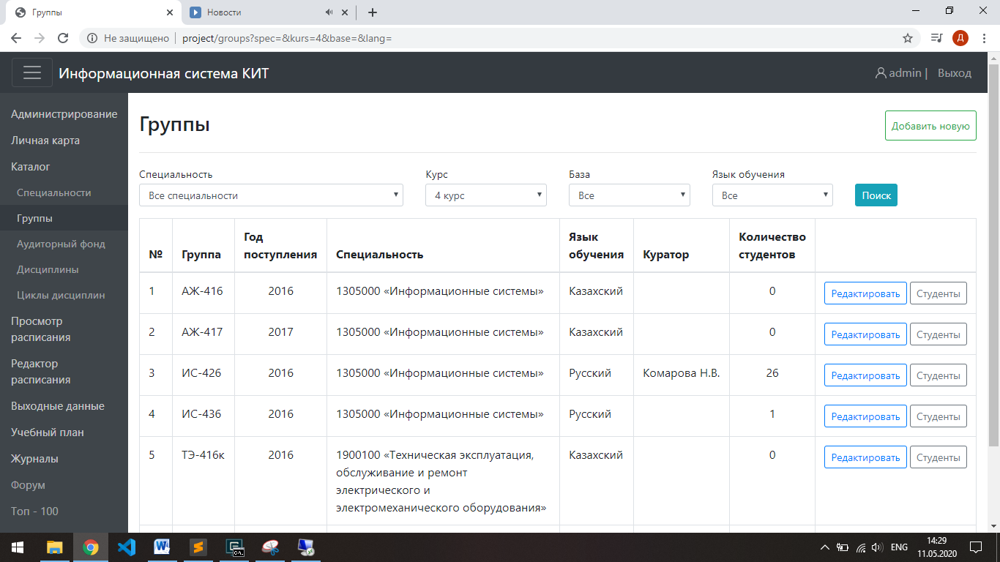 Группы
Новости
Не защищено
project/groups?spec=&kurs=4&base=&lang=
Д
Информационная система КИТ
admin |
Выход
Администрирование
Личная карта
Каталог
Специальности
Группы
Аудиторный фонд
Дисциплины
Циклы дисциплин
Просмотр
расписания
Редактор
расписания
Выходные данные
Учебный план
Журналы
Форум
Топ - 100
Группы
Добавить новую
Специальность
Курс
База
Язык обучения
Все специальности
4 курс
Все
Все
Поиск
№ Группа Год поступления Специальность Язык обучения Куратор Количество студентов
1 АЖ-416 2016 1305000 «Информационные системы» Казахский 0 Редактировать Студенты
2 АЖ-417 2017 1305000 «Информационные системы» Казахский 0 Редактировать Студенты
3 ИС-426 2016 1305000 «Информационные системы» Русский Комарова Н.В. 26 Редактировать Студенты
4 ИС-436 2016 1305000 «Информационные системы» Русский 1 Редактировать Студенты
5 ТЭ-416к 2016 1900100 «Техническая эксплуатация, Казахский 0 Редактировать Студенты
обслуживание и ремонт
электрического и
электромеханического оборудования»
ENG
14:29
11.05.2020